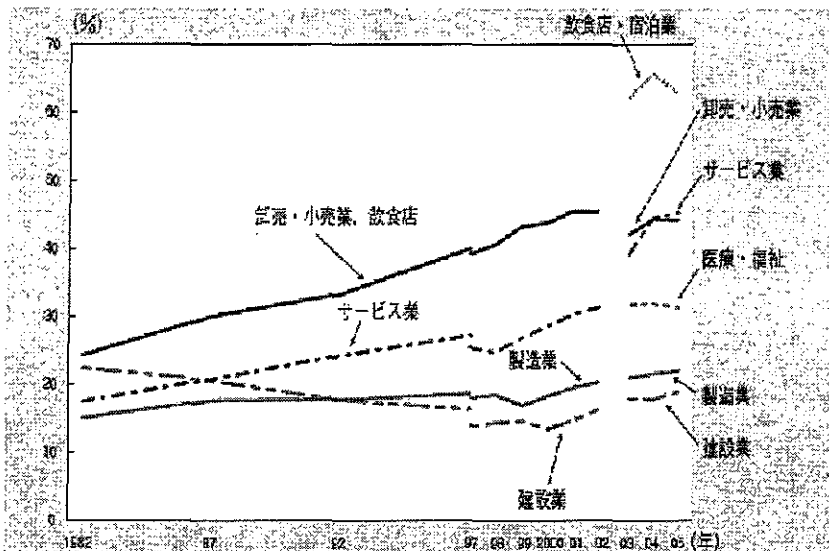 (%)
70
60
50
40
30
20
10
0
飲食店・宿泊業
卸売・小売業
サービス業
卸売・小売業, 飲食店
医療・福祉
サービス業
製造業
製造業
建設業
建設業
1982 87 92 97 98 99 2000 01 02 03 04 05 (年)